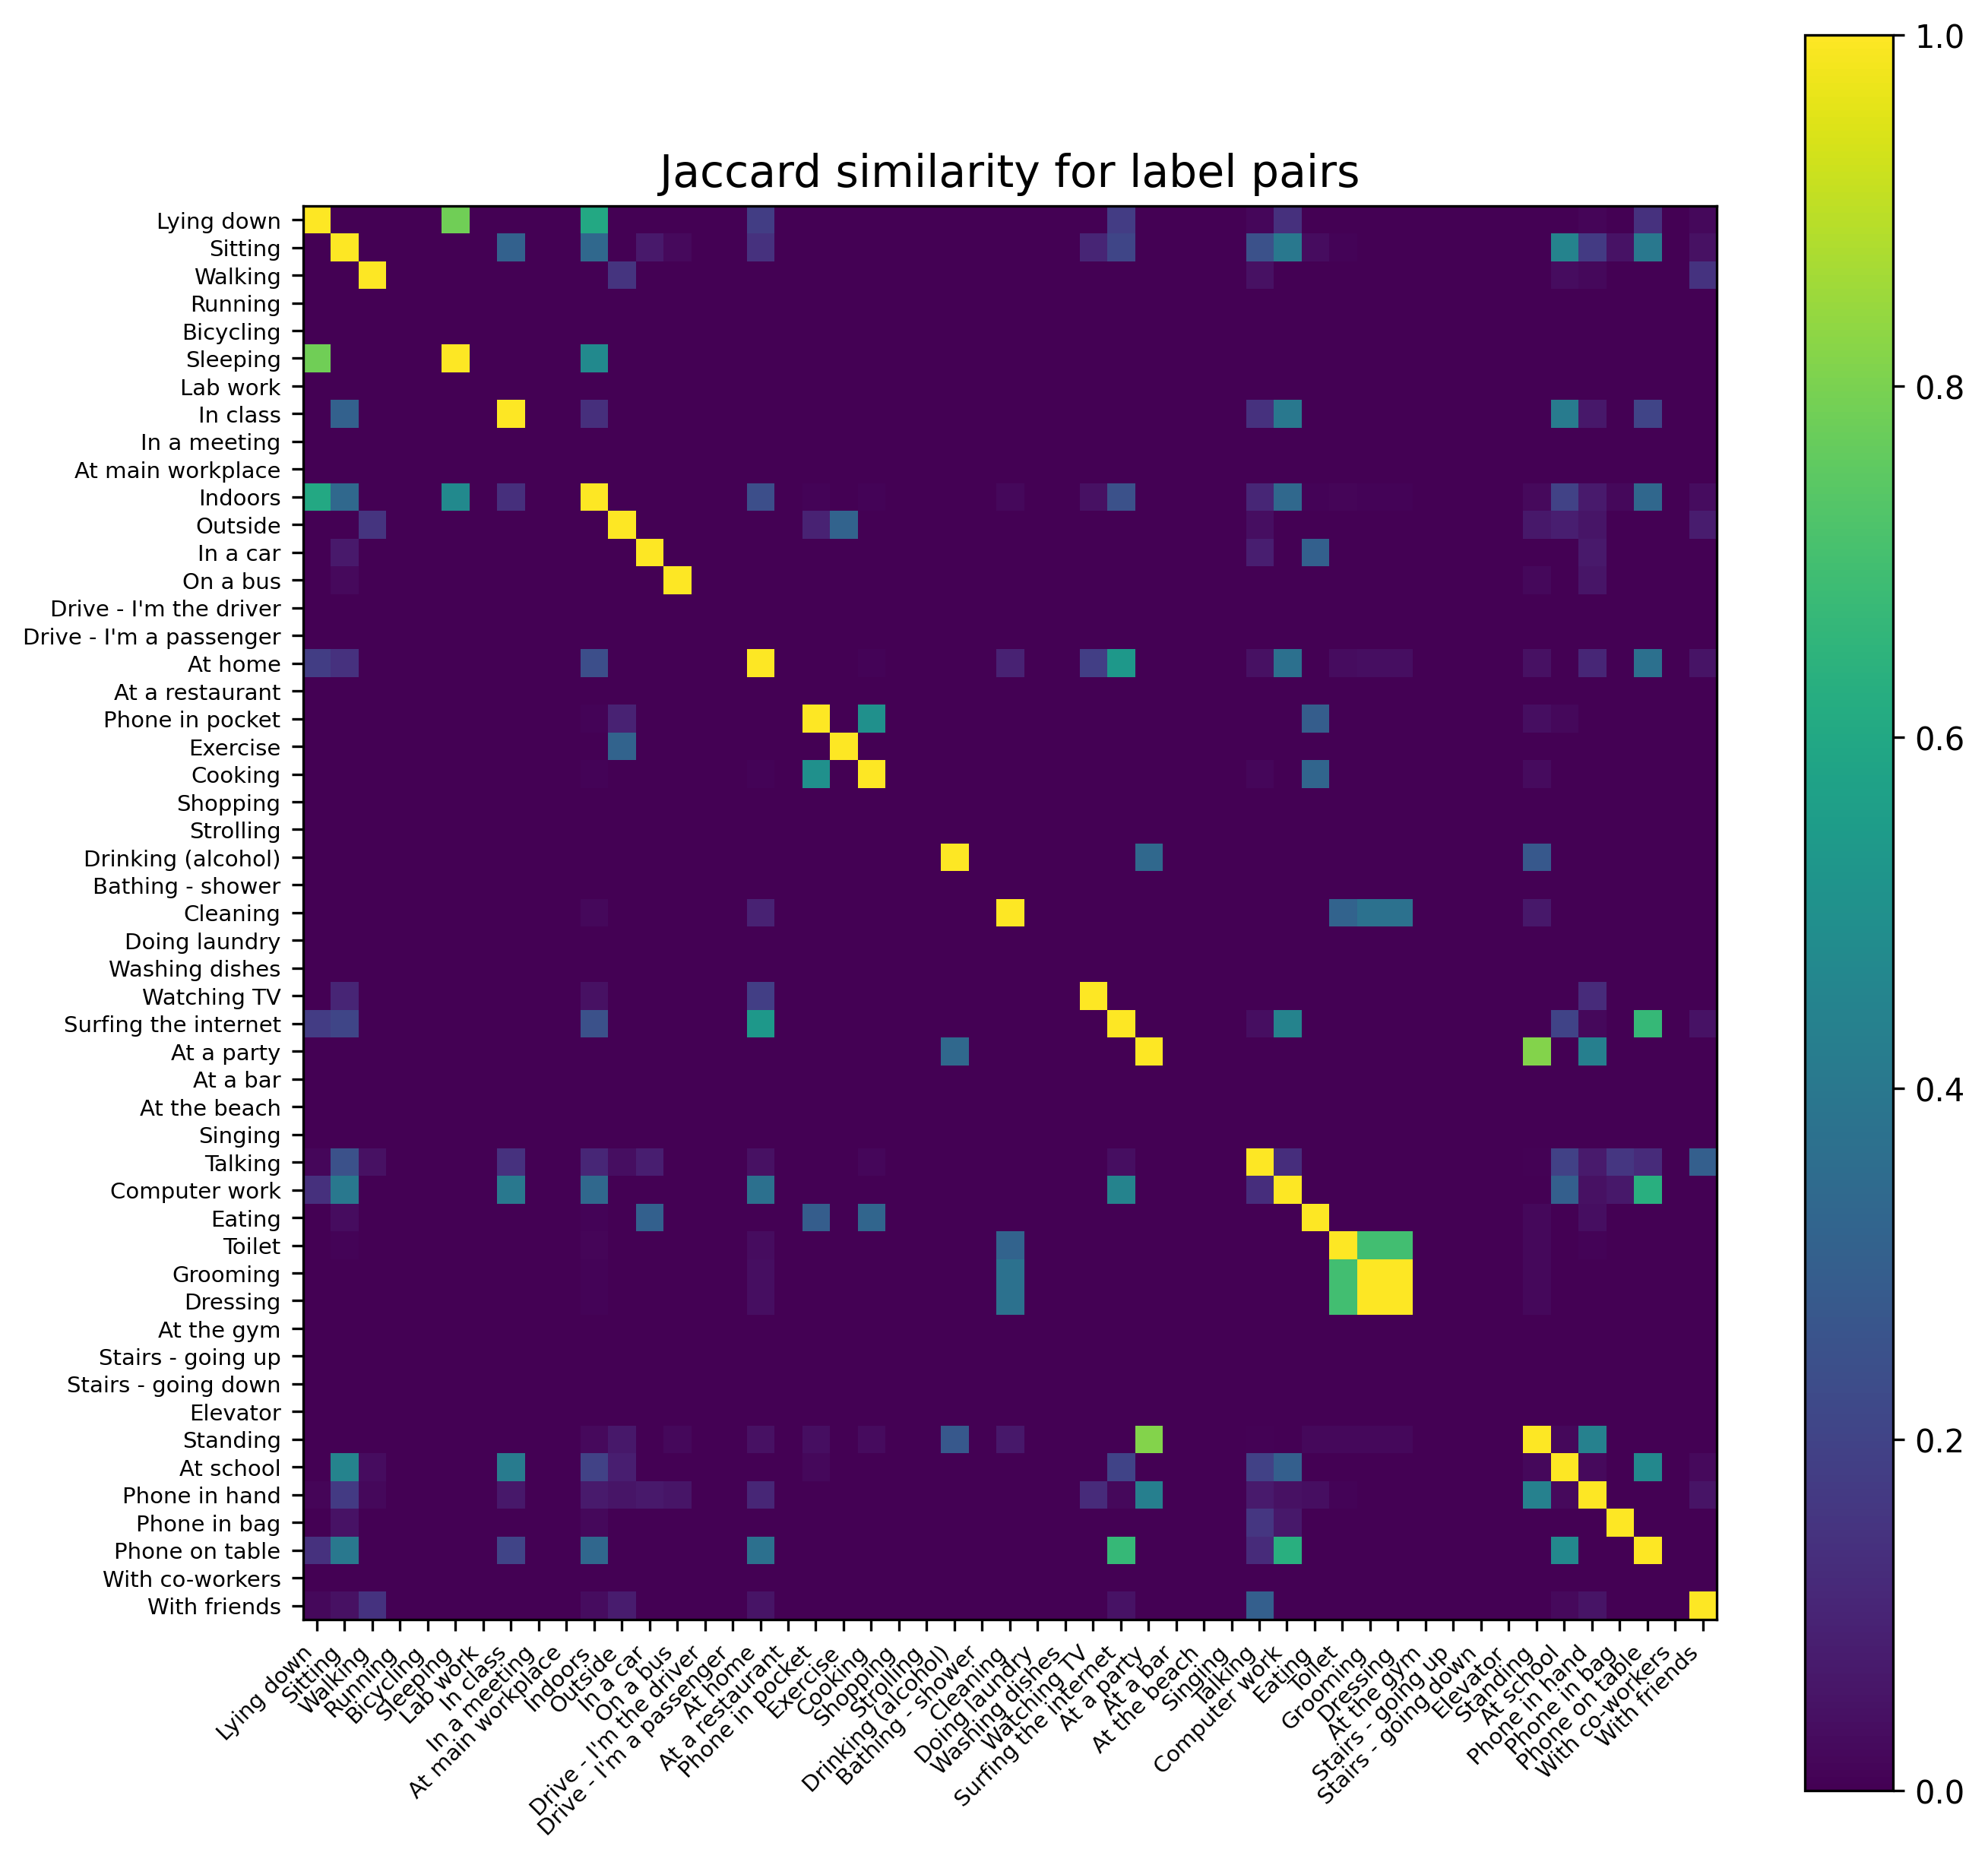 Jaccard similarity for label pairs
Lying down
Sitting
Walking
Running
Bicycling
Sleeping
Lab work
In class
In a meeting
At main workplace
Indoors
Outside
In a car
On a bus
Drive - I'm the driver
Drive - I'm a passenger
At home
At a restaurant
Phone in pocket
Exercise
Cooking
Shopping
Strolling
Drinking (alcohol)
Bathing - shower
Cleaning
Doing laundry
Washing dishes
Watching TV
Surfing the internet
At a party
At a bar
At the beach
Singing
Talking
Computer work
Eating
Toilet
Grooming
Dressing
At the gym
Stairs - going up
Stairs - going down
Elevator
Standing
At school
Phone in hand
Phone in bag
Phone on table
With co-workers
With friends
Lying down
Sitting
Walking
Running
Bicycling
Sleeping
Lab work
In class
In a meeting
At main workplace
Indoors
Outside
In a car
On a bus
Drive - I'm the driver
Drive - I'm a passenger
At home
At a restaurant
Phone in pocket
Exercise
Cooking
Shopping
Strolling
Drinking (alcohol)
Bathing - shower
Cleaning
Doing laundry
Washing dishes
Watching TV
Surfing the internet
At a party
At a bar
At the beach
Singing
Talking
Computer work
Eating
Toilet
Grooming
Dressing
At the gym
Stairs - going up
Stairs - going down
Elevator
Standing
At school
Phone in hand
Phone in bag
Phone on table
With co-workers
With friends
1.0
0.8
0.6
0.4
0.2
0.0